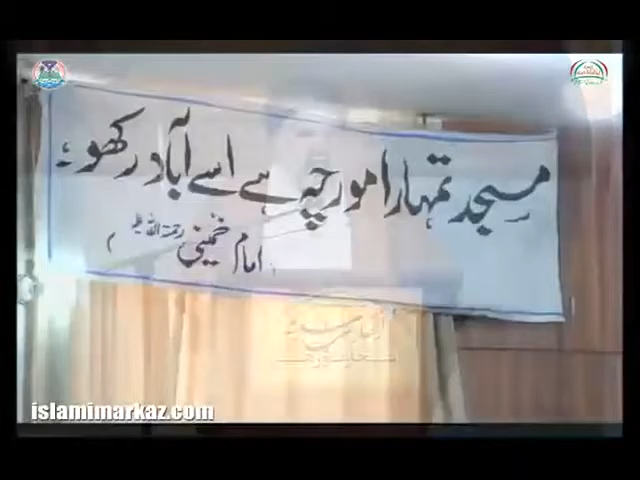 مسجد تمہارا مورچہ ہے اسے آباد رکھو؛
(امام خمینی رحمۃ اللہ علیہ)
islamimarkaz.com